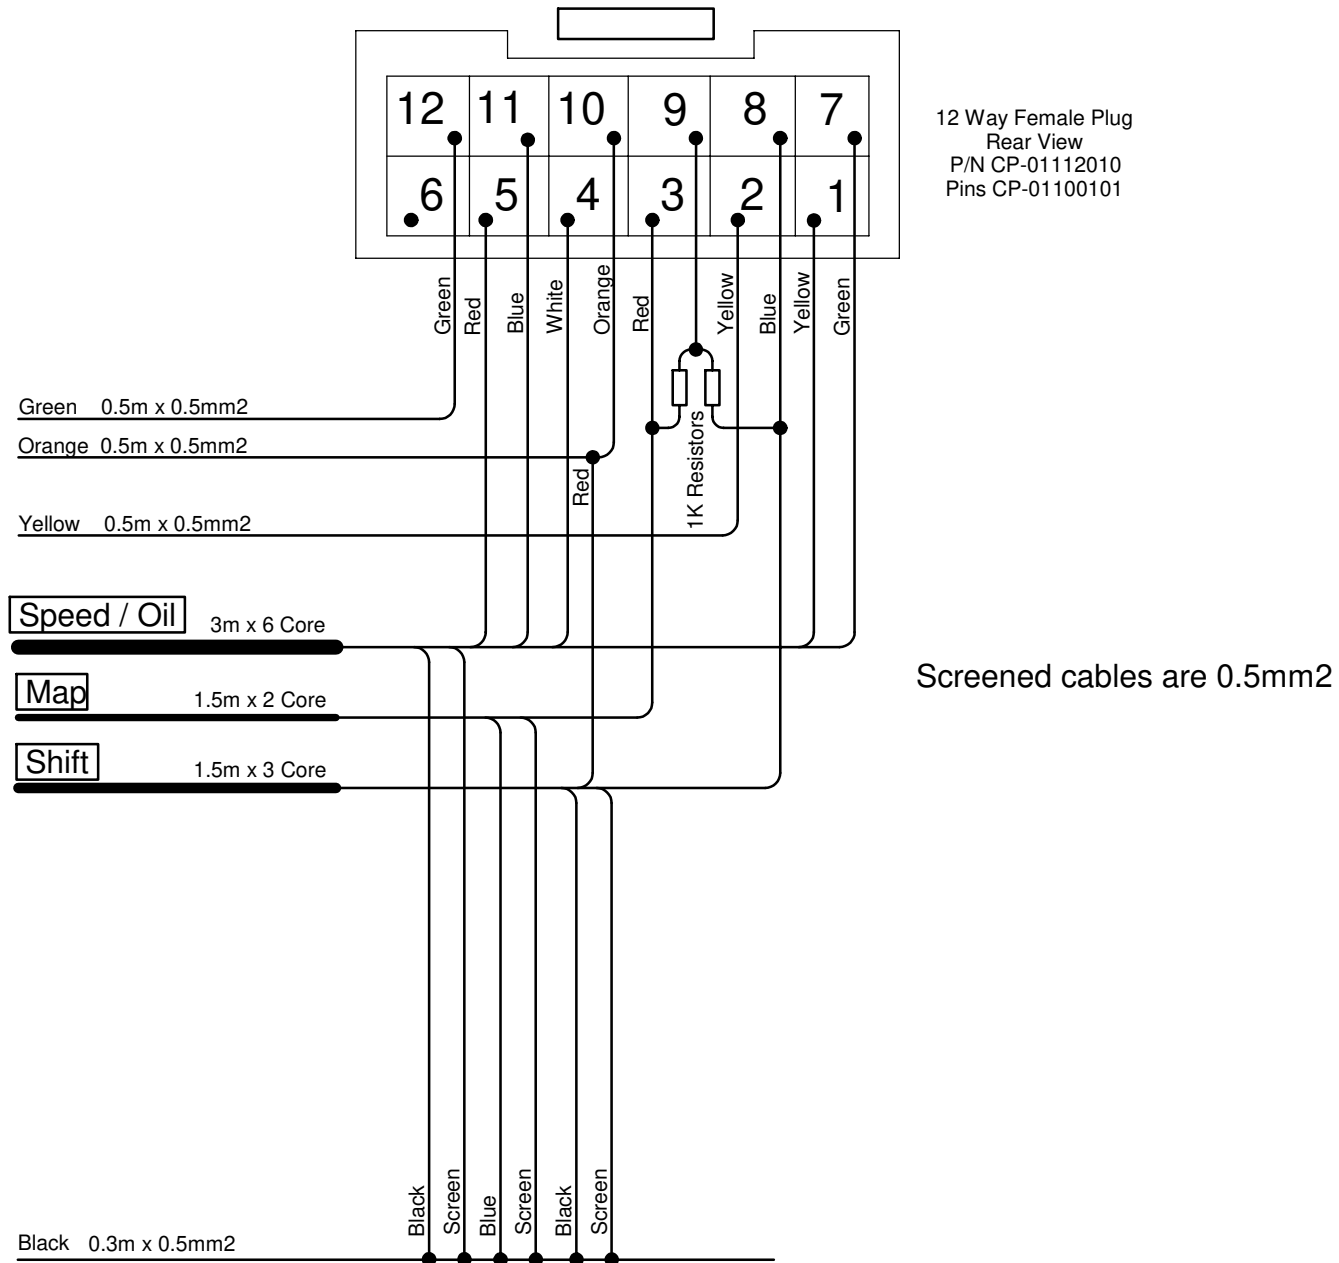 12 11 10 9 8 7
6 5 4 3 2 1
12 Way Female Plug
Rear View
P/N CP-01112010
Pins CP-01100101
Green
Red
Blue
White
Orange
Red
Yellow
Blue
Yellow
Green
1K Resistors
Green 0.5m x 0.5mm2
Orange 0.5m x 0.5mm2
Red
Yellow 0.5m x 0.5mm2
Speed / Oil 3m x 6 Core
Map 1.5m x 2 Core
Shift 1.5m x 3 Core
Screened cables are 0.5mm2
Black
Screen
Blue
Screen
Black
Screen
Black 0.3m x 0.5mm2